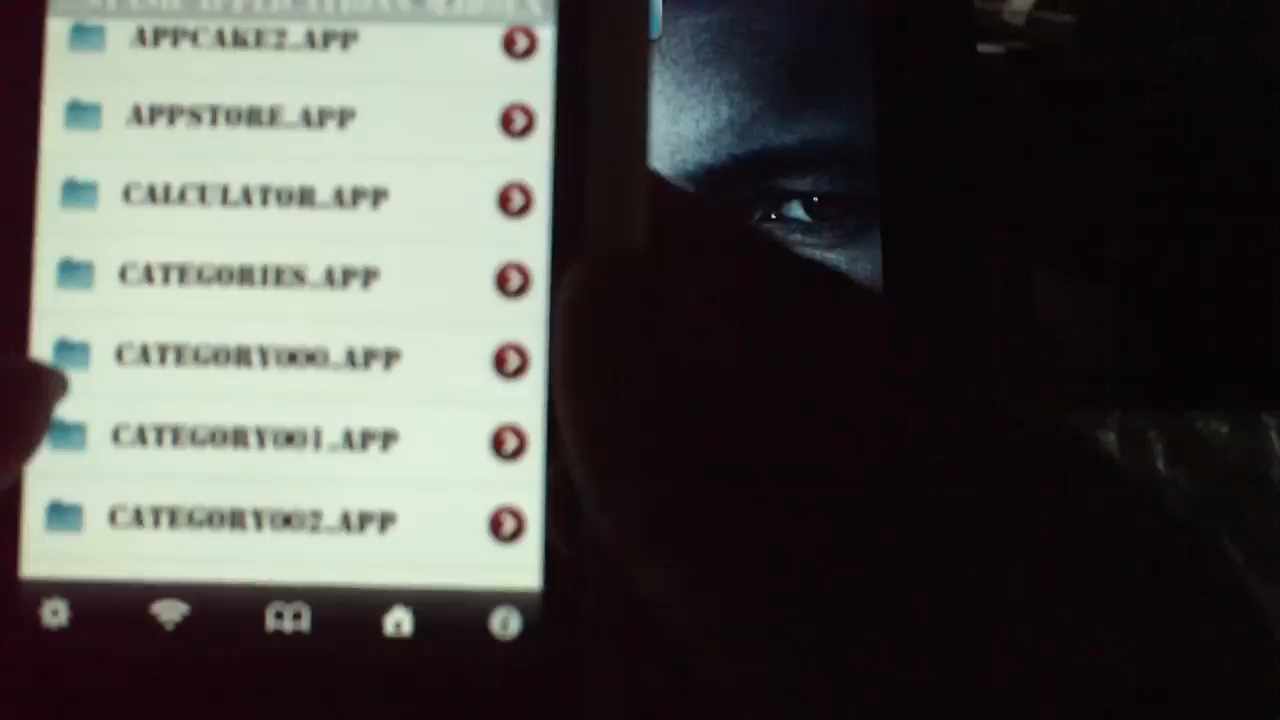 APPCAKE2.APP
APPSTORE.APP
CALCULATOR.APP
CATEGORIES.APP
CATEGORY000.APP
CATEGORY001.APP
CATEGORY002.APP